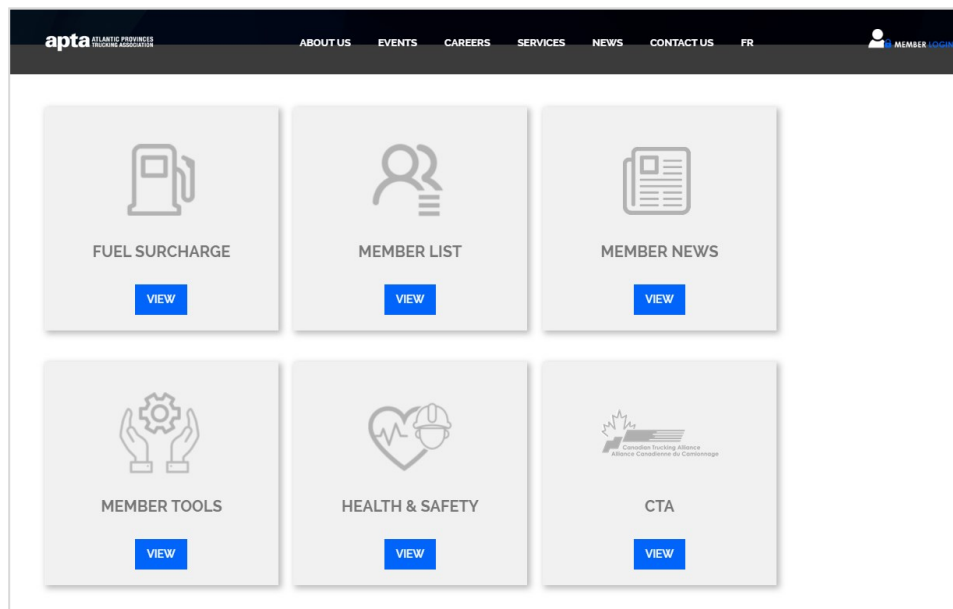 apta ATLANTIC PROVINCES
TRUCKING ASSOCIATION
ABOUT US EVENTS CAREERS SERVICES NEWS CONTACT US FR
MEMBER LOGIN
FUEL SURCHARGE
VIEW
MEMBER LIST
VIEW
MEMBER NEWS
VIEW
MEMBER TOOLS
VIEW
HEALTH & SAFETY
VIEW
Canadian Trucking Alliance
Alliance Canadienne du Camionnage
CTA
VIEW